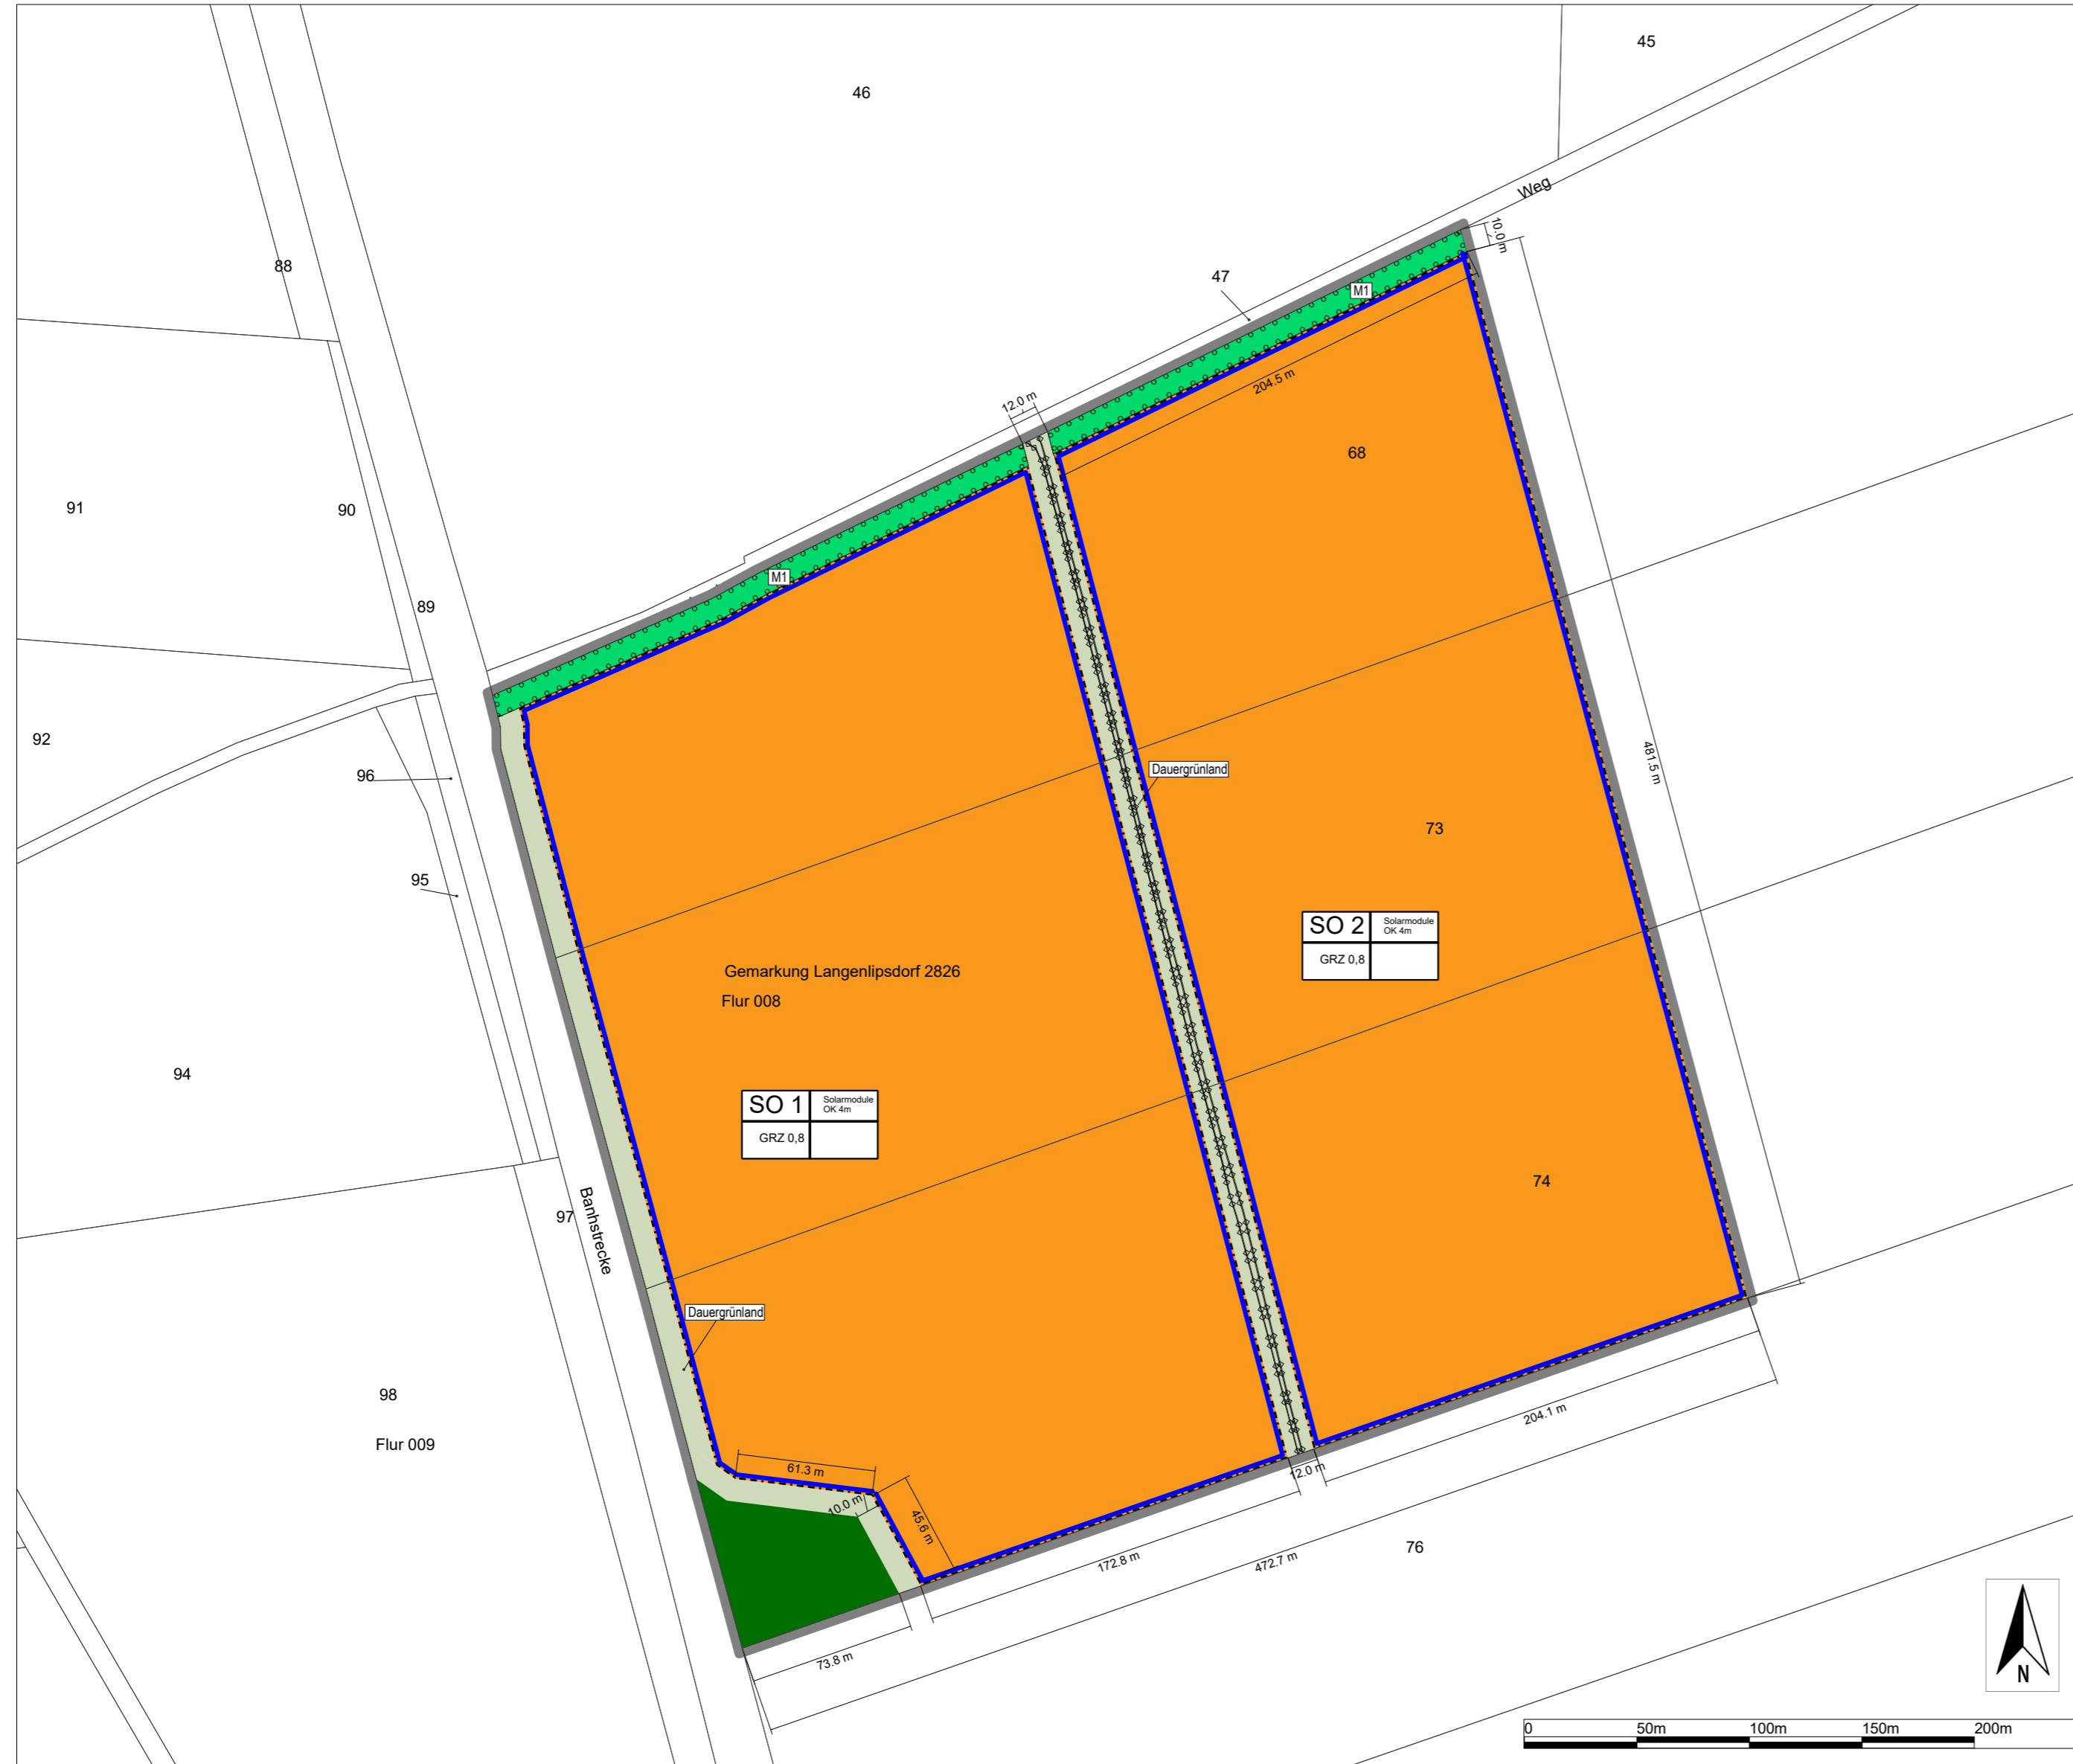 45
46
Weg
10.0 m
88
47
M1
12.0 m
204.5 m
68
91
90
M1
89
92
96
481.5 m
Dauergrünland
73
95
SO 2
Solarmodule
OK 4m
GRZ 0,8
Gemarkung Langenlipsdorf 2826
Flur 008
94
SO 1
Solarmodule
OK 4m
GRZ 0,8
74
97
Banhstrecke
Dauergrünland
98
204.1 m
Flur 009
61.3 m
12.0 m
10.0 m
45.6 m
172.8 m
472.7 m
76
73.8 m
N
0 50m 100m 150m 200m